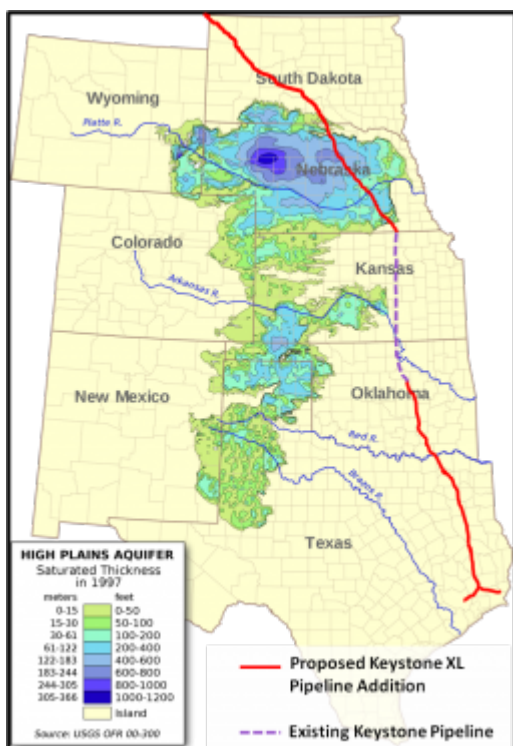 South Dakota
Wyoming
Platte R.
Nebraska
Colorado
Kansas
Arkansas R.
New Mexico
Oklahoma
Red R.
Brazos R.
Texas
HIGH PLAINS AQUIFER
Saturated Thickness
in 1997
meters feet
0-15 0-50
15-30 50-100
30-61 100-200
61-122 200-400
122-183 400-600
183-244 600-800
244-305 800-1000
305-366 1000-1200
Island
Source: USGS OFR 00-300
Proposed Keystone XL
Pipeline Addition
Existing Keystone Pipeline